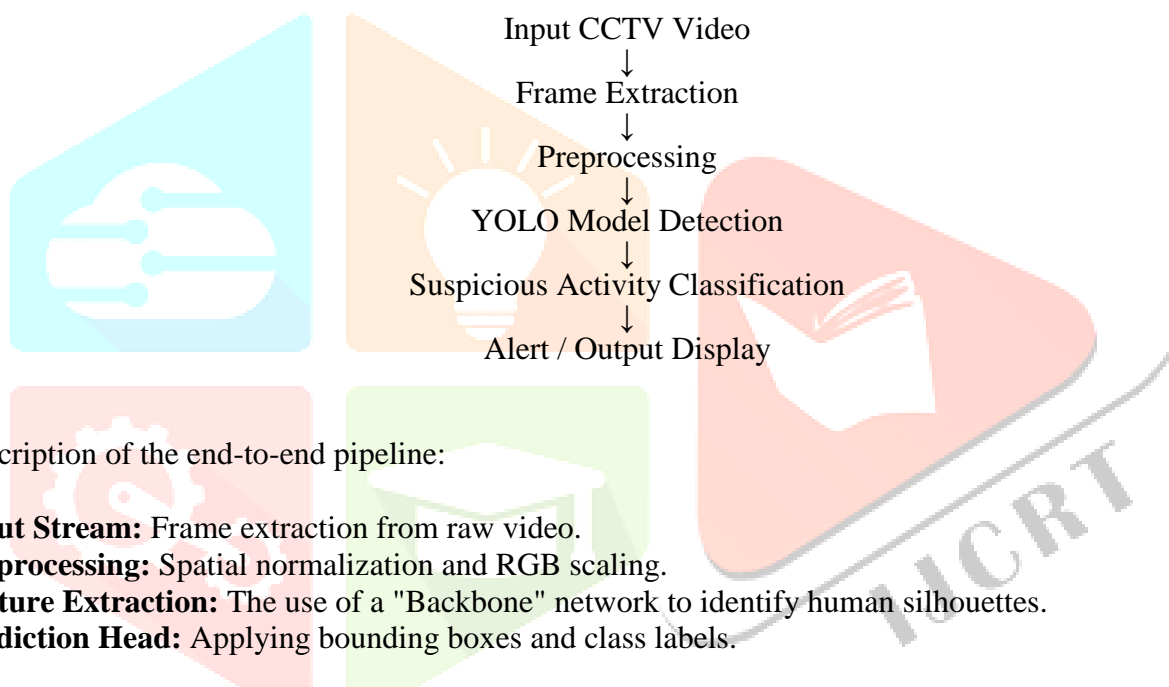 Input CCTV Video
↓
Frame Extraction
↓
Preprocessing
↓
YOLO Model Detection
↓
Suspicious Activity Classification
↓
Alert / Output Display
cription of the end-to-end pipeline:
ut Stream: Frame extraction from raw video.
processing: Spatial normalization and RGB scaling.
ture Extraction: The use of a "Backbone" network to identify human silhouettes.
diction Head: Applying bounding boxes and class labels.
IJCRT